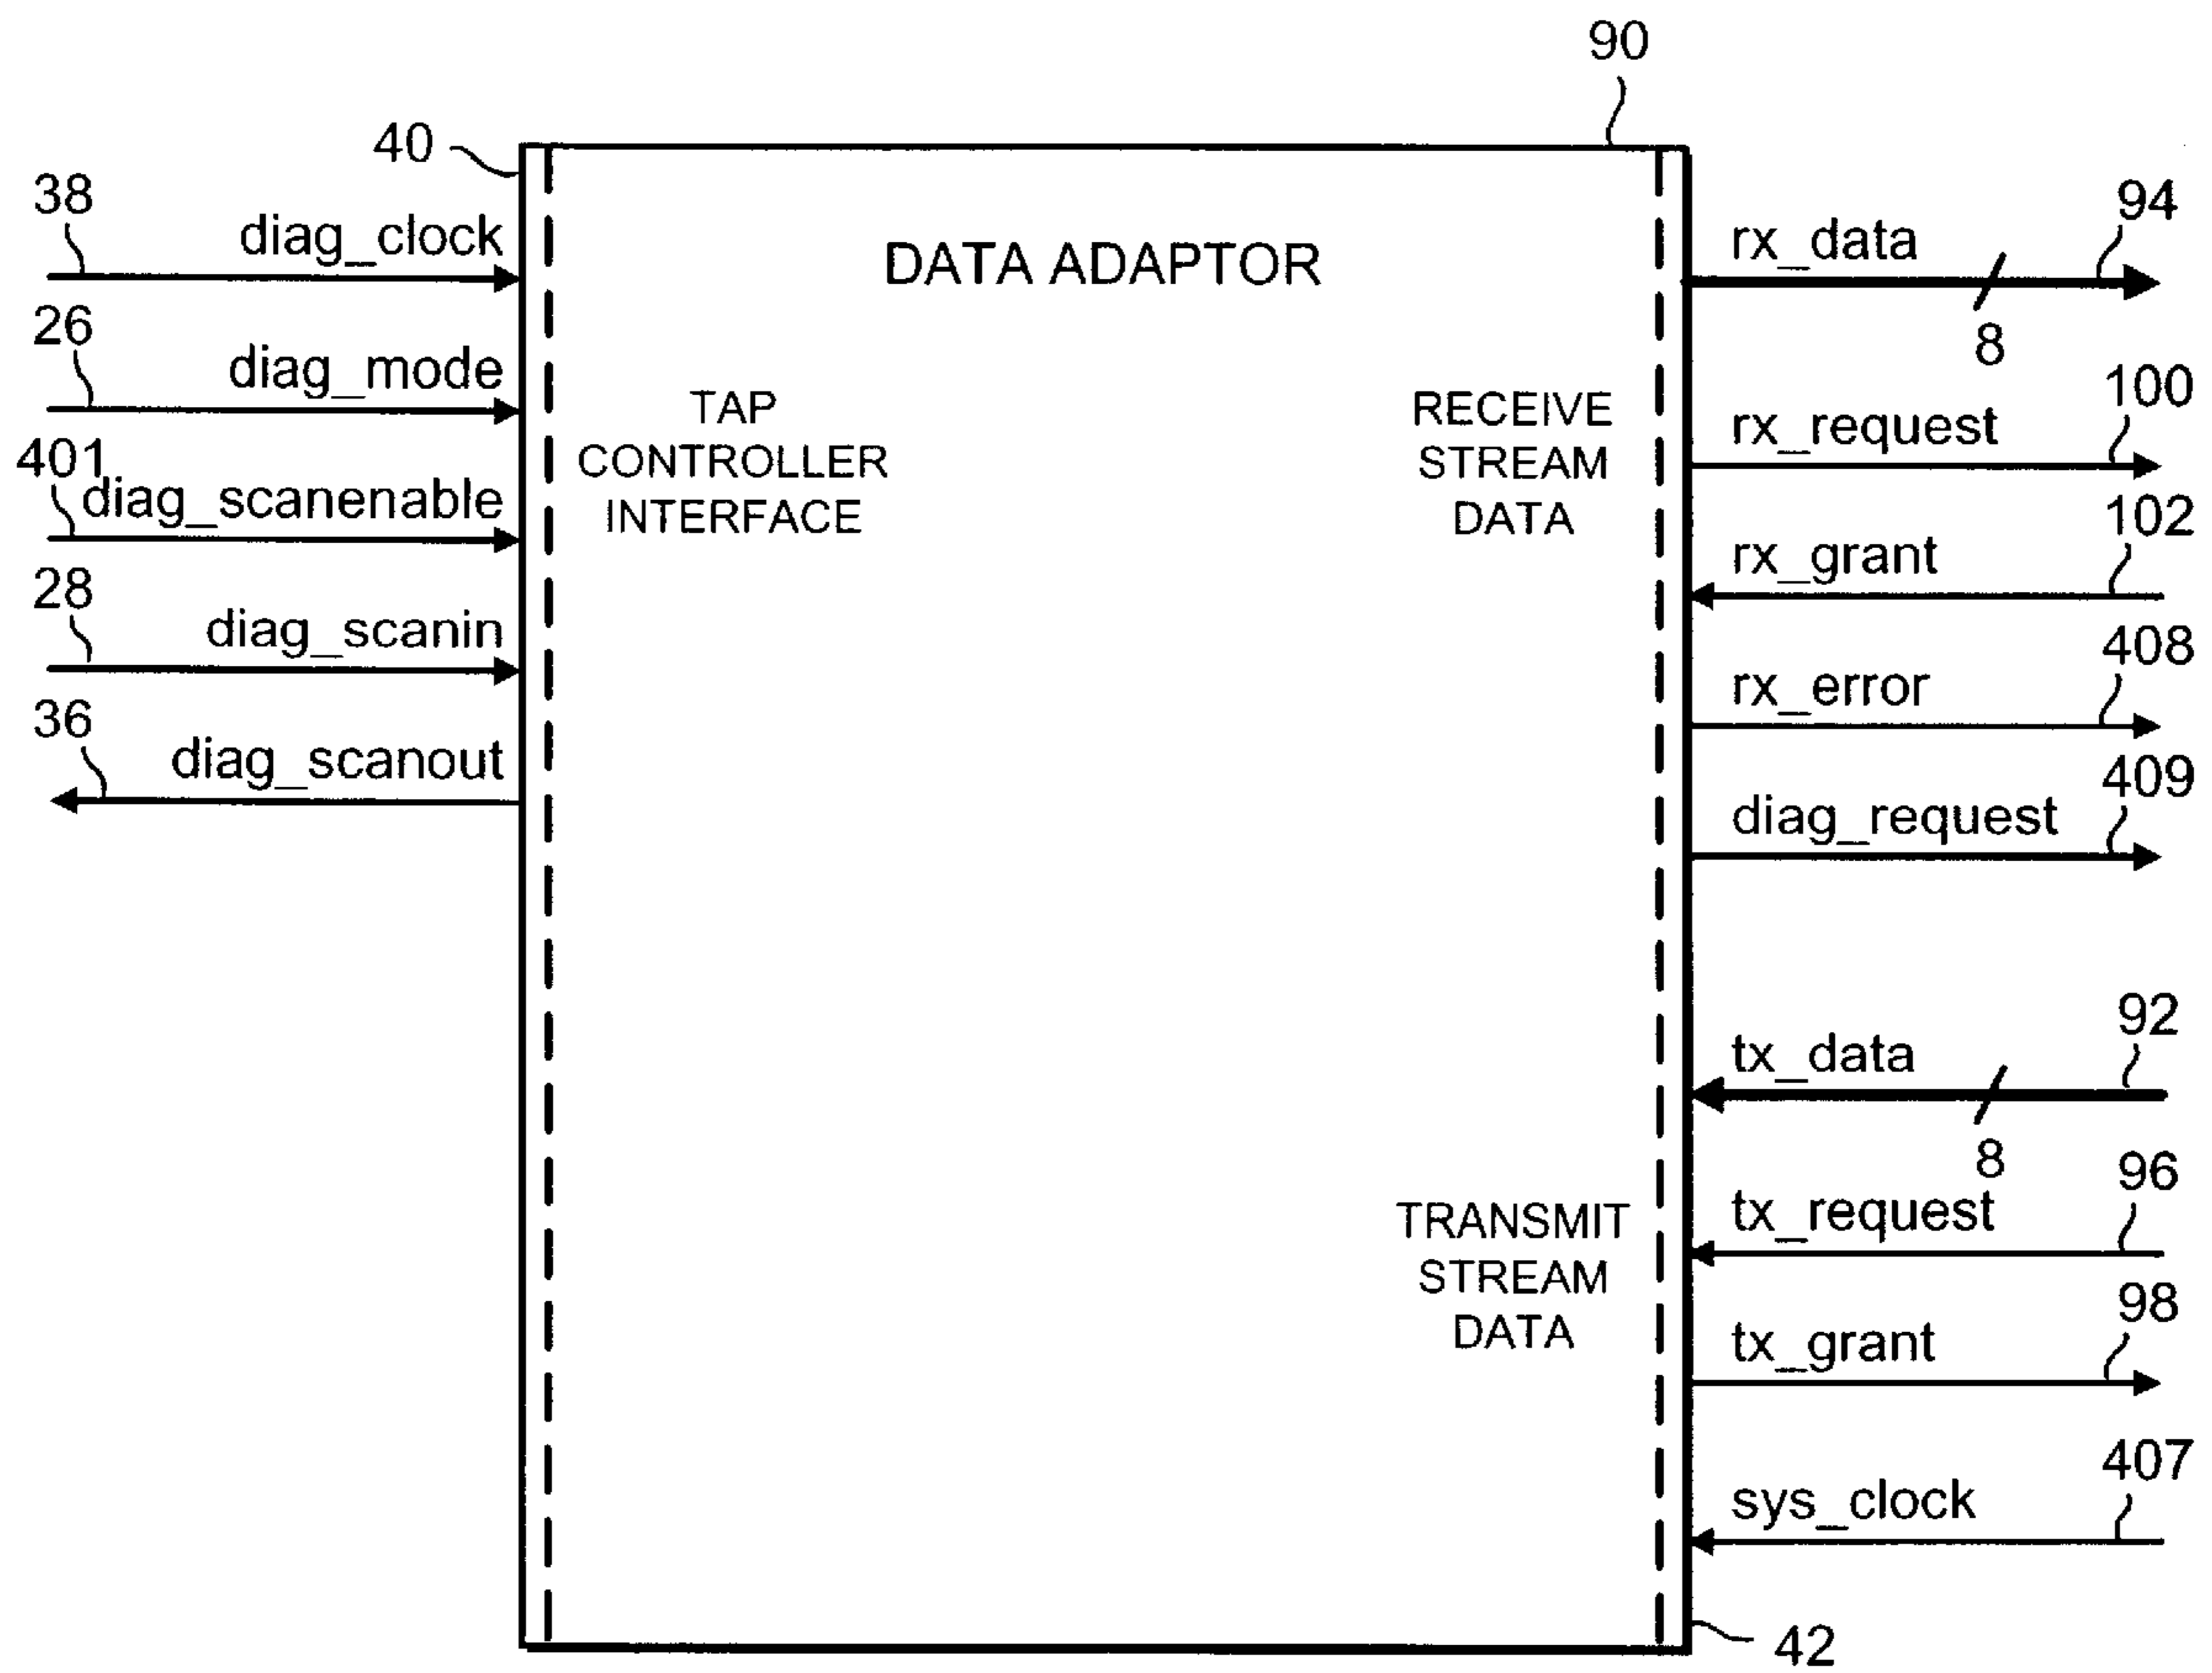 90
40
38
diag_clock
26
diag_mode
401
diag_scanenable
28
diag_scanin
36
diag_scanout
DATA ADAPTOR
TAP
CONTROLLER
INTERFACE
RECEIVE
STREAM
DATA
TRANSMIT
STREAM
DATA
rx_data
94
8
rx_request
100
rx_grant
102
rx_error
408
diag_request
409
tx_data
92
8
tx_request
96
tx_grant
98
sys_clock
407
42